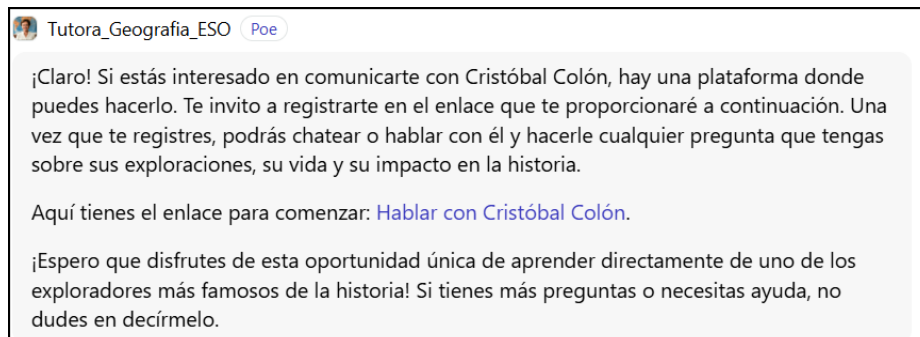 Tutora_Geografia_ESO Poe
¡Claro! Si estás interesado en comunicarte con Cristóbal Colón, hay una plataforma donde
puedes hacerlo. Te invito a registrarte en el enlace que te proporcionaré a continuación. Una
vez que te registres, podrás chatear o hablar con él y hacerle cualquier pregunta que tengas
sobre sus exploraciones, su vida y su impacto en la historia.
Aquí tienes el enlace para comenzar: Hablar con Cristóbal Colón.
¡Espero que disfrutes de esta oportunidad única de aprender directamente de uno de los
exploradores más famosos de la historia! Si tienes más preguntas o necesitas ayuda, no
dudes en decírmelo.